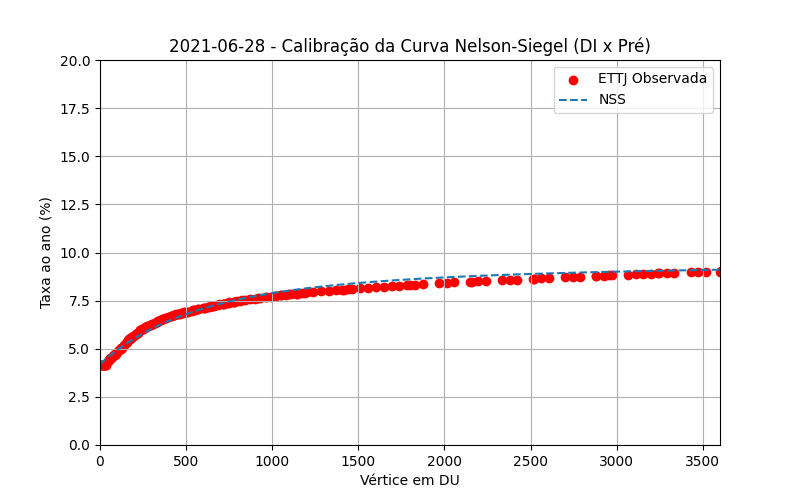 2021-06-28 - Calibração da Curva Nelson-Siegel (DI x Pré)
ETTJ Observada
NSS
Taxa ao ano (%)
20.0
17.5
15.0
12.5
10.0
7.5
5.0
2.5
0.0
0 500 1000 1500 2000 2500 3000 3500
Vértice em DU